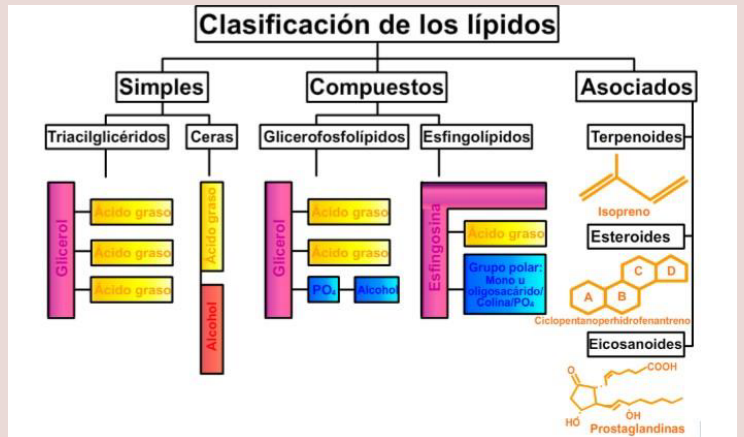 Clasificación de los lípidos
Simples
Compuestos
Asociados
Triacilglicéridos
Ceras
Glicerofosfolípidos
Esfingolípidos
Terpenoides
Glicerol
Ácido graso
Ácido graso
Ácido graso
Ácido graso
Alcohol
Glicerol
Ácido graso
Ácido graso
PO₄
Alcohol
Esfingosina
Ácido graso
Grupo polar:
Mono u
oligosacárido/
Colina/PO₄
Isopreno
Esteroides
A
B
C
D
Ciclopentanoperhidrofenantreno
Eicosanoides
O
COOH
HO
OH
Prostaglandinas